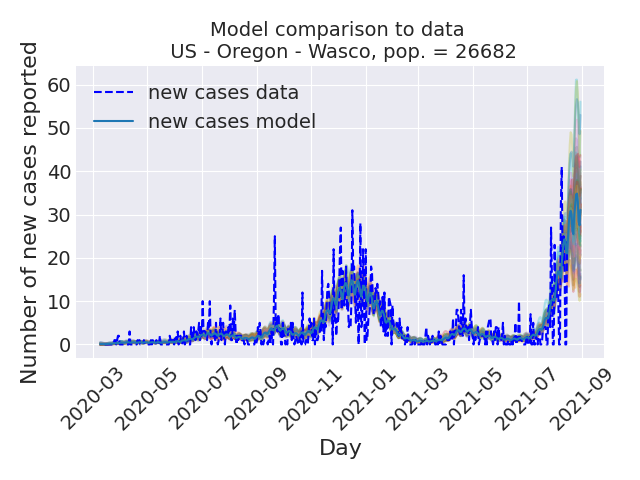 Model comparison to data
US - Oregon - Wasco, pop. = 26682
Number of new cases reported
60
50
40
30
20
10
0
new cases data
new cases model
2020-03
2020-05
2020-07
2020-09
2020-11
2021-01
2021-03
2021-05
2021-07
2021-09
Day